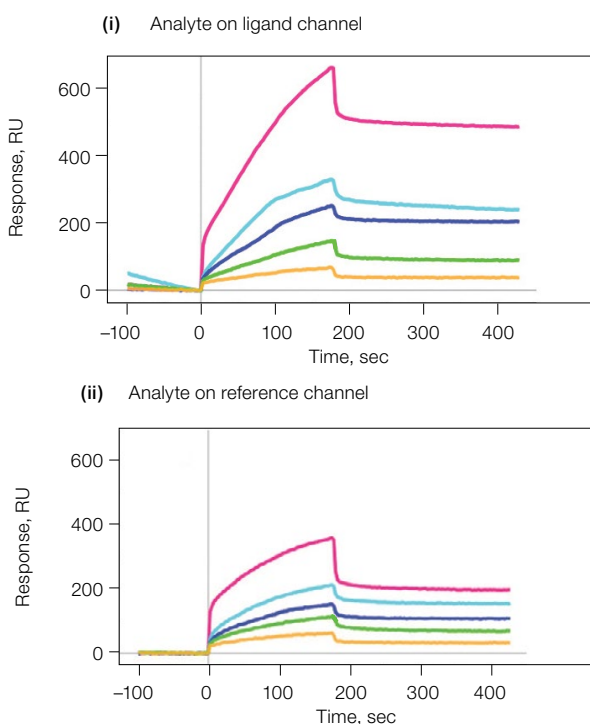 (i) Analyte on ligand channel
600
400
200
0
Response, RU
–100 0 100 200 300 400
Time, sec
(ii) Analyte on reference channel
600
400
200
0
Response, RU
–100 0 100 200 300 400
Time, sec